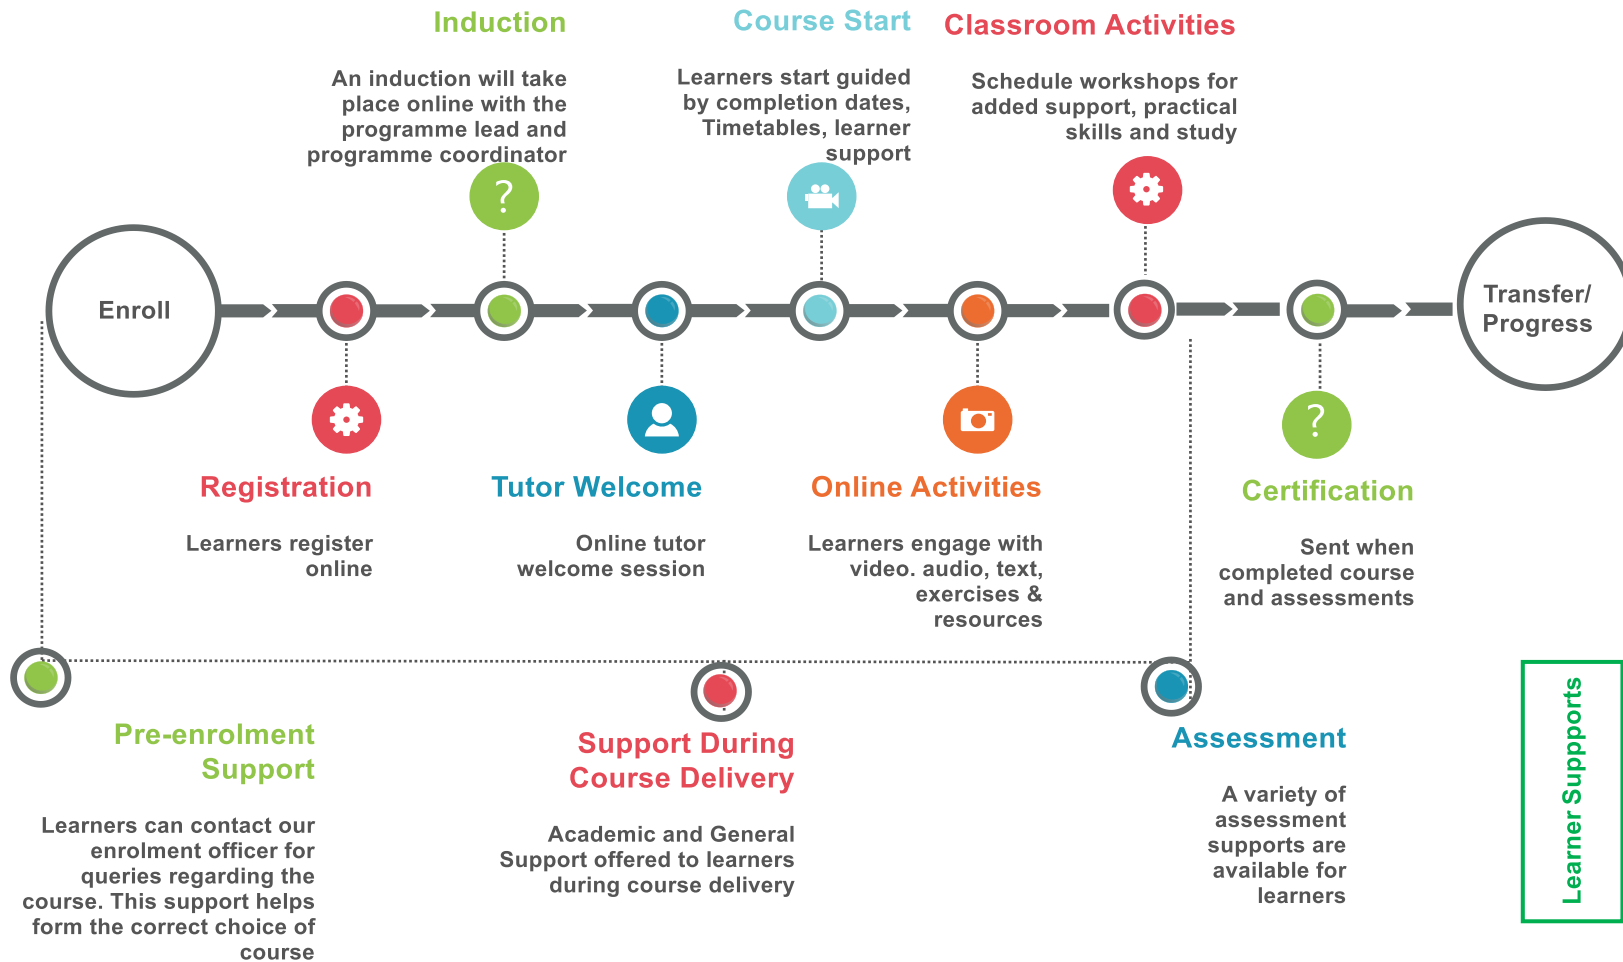 Induction
An induction will take
place online with the
programme lead and
programme coordinator
?
Course Start
Learners start guided
by completion dates,
Timetables, learner
support
Classroom Activities
Schedule workshops for
added support, practical
skills and study
Enroll
Transfer/
Progress
Registration
Learners register
online
Tutor Welcome
Online tutor
welcome session
Online Activities
Learners engage with
video. audio, text,
exercises &
resources
?
Certification
Sent when
completed course
and assessments
Pre-enrolment
Support
Learners can contact our
enrolment officer for
queries regarding the
course. This support helps
form the correct choice of
course
Support During
Course Delivery
Academic and General
Support offered to learners
during course delivery
Assessment
A variety of
assessment
supports are
available for
learners
Learner Suppports